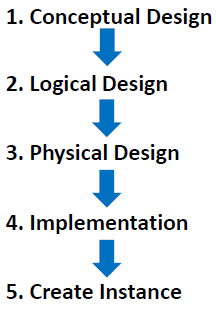 1. Conceptual Design
2. Logical Design
3. Physical Design
4. Implementation
5. Create Instance